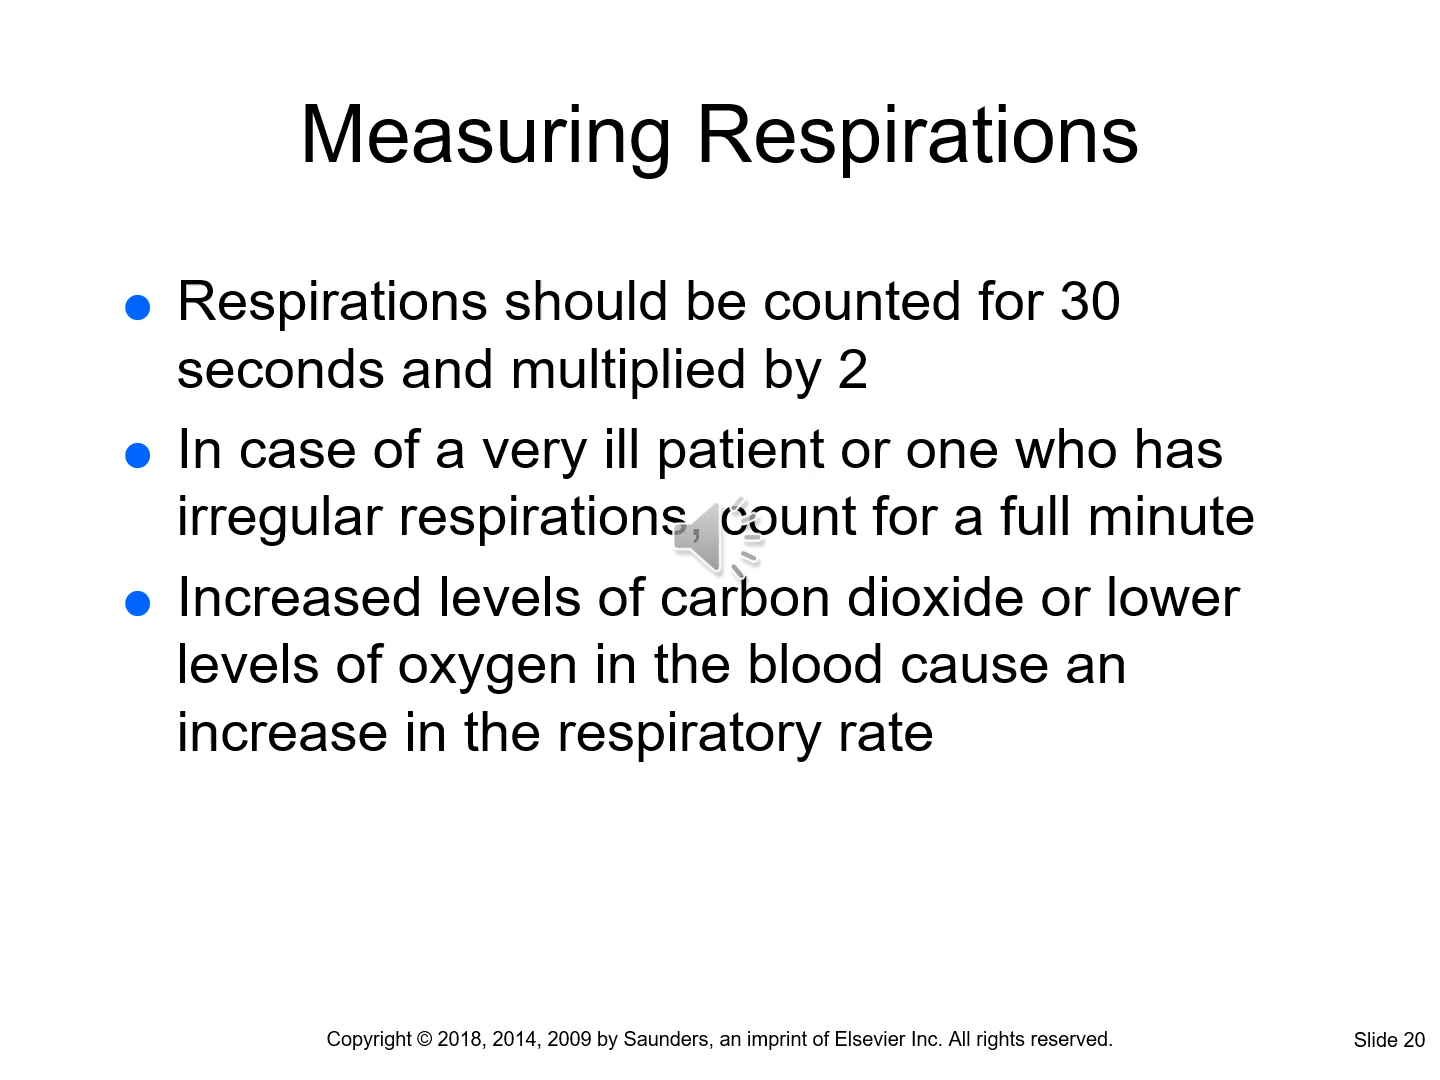 Measuring Respirations
● Respirations should be counted for 30
seconds and multiplied by 2
● In case of a very ill patient or one who has
irregular respirations, count for a full minute
● Increased levels of carbon dioxide or lower
levels of oxygen in the blood cause an
increase in the respiratory rate
Copyright © 2018, 2014, 2009 by Saunders, an imprint of Elsevier Inc. All rights reserved.
Slide 20